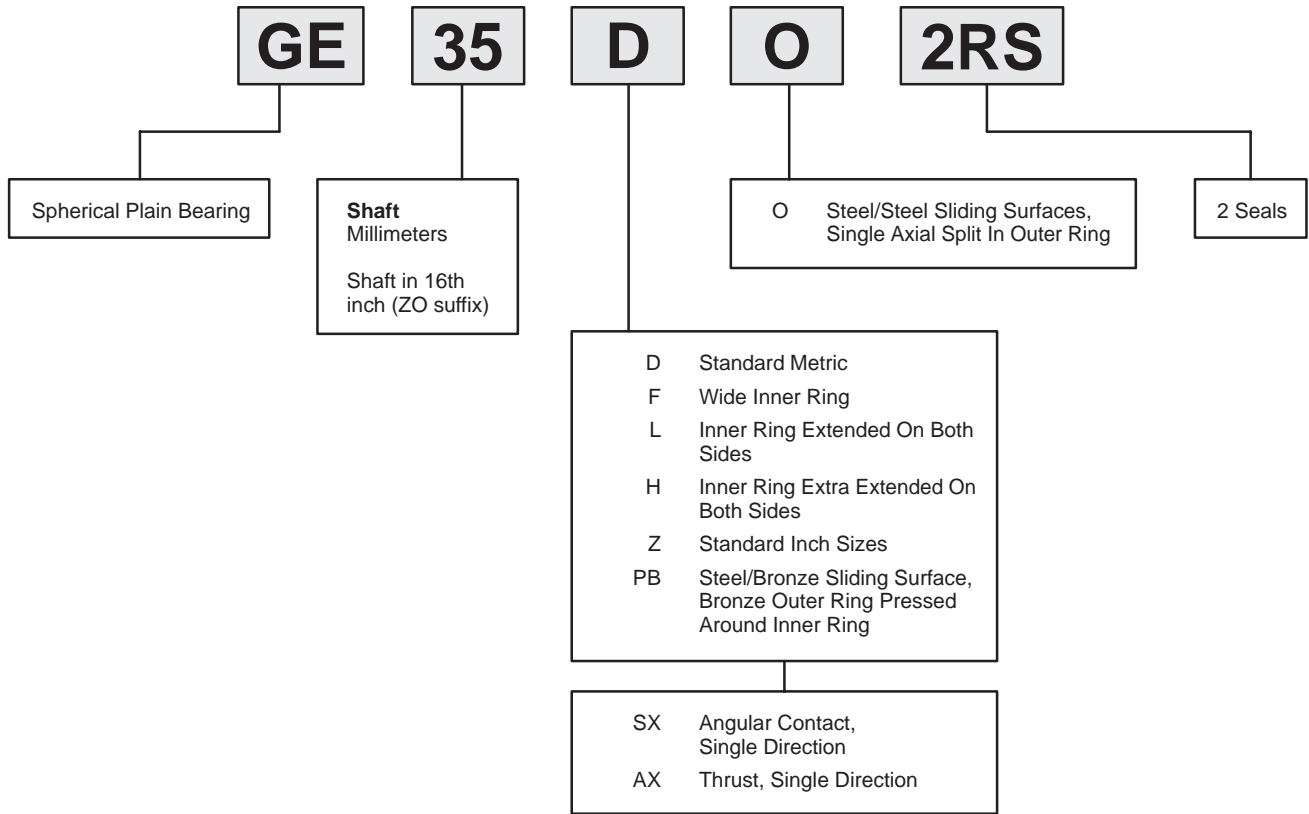 GE 35 D O 2RS
Spherical Plain Bearing
Shaft
Millimeters
Shaft in 16th
inch (ZO suffix)
O Steel/Steel Sliding Surfaces,
Single Axial Split In Outer Ring
2 Seals
D Standard Metric
F Wide Inner Ring
L Inner Ring Extended On Both
Sides
H Inner Ring Extra Extended On
Both Sides
Z Standard Inch Sizes
PB Steel/Bronze Sliding Surface,
Bronze Outer Ring Pressed
Around Inner Ring
SX Angular Contact,
Single Direction
AX Thrust, Single Direction